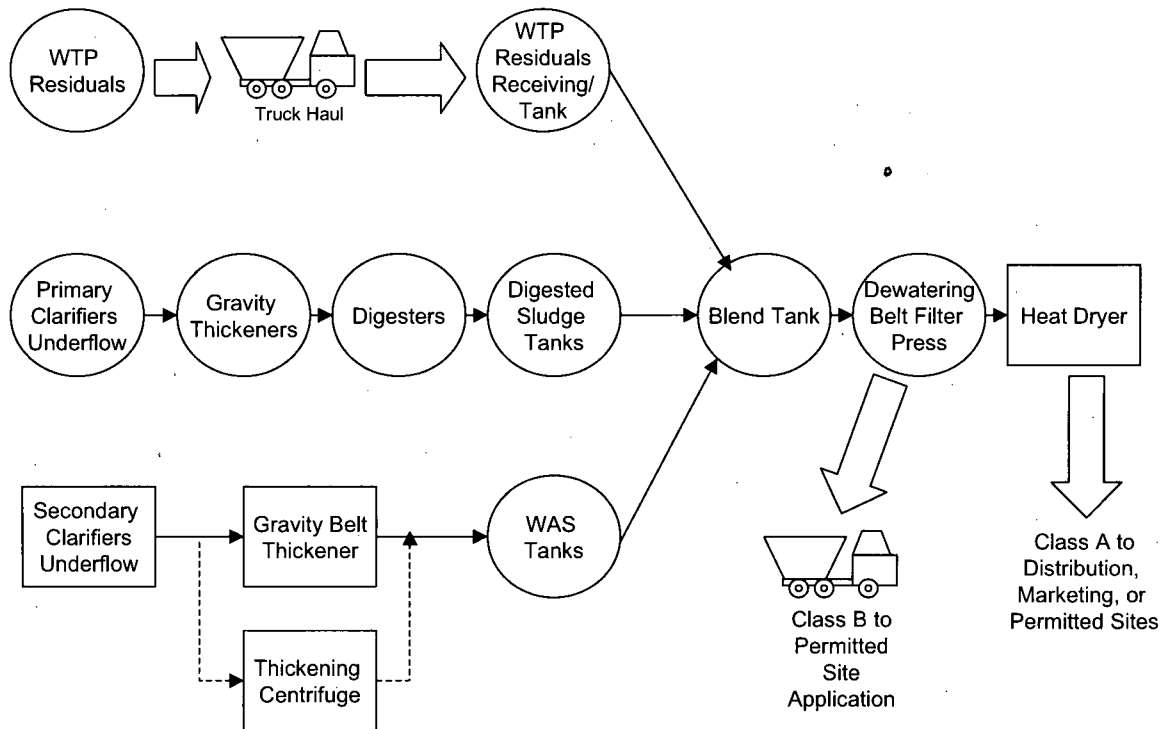 WTP
Residuals
Truck Haul
WTP
Residuals
Receiving/
Tank
Primary
Clarifiers
Underflow
Gravity
Thickeners
Digesters
Digested
Sludge
Tanks
Blend Tank
Dewatering
Belt Filter
Press
Heat Dryer
Secondary
Clarifiers
Underflow
Gravity Belt
Thickener
WAS
Tanks
Thickening
Centrifuge
Class B to
Permitted
Site
Application
Class A to
Distribution,
Marketing, or
Permitted Sites